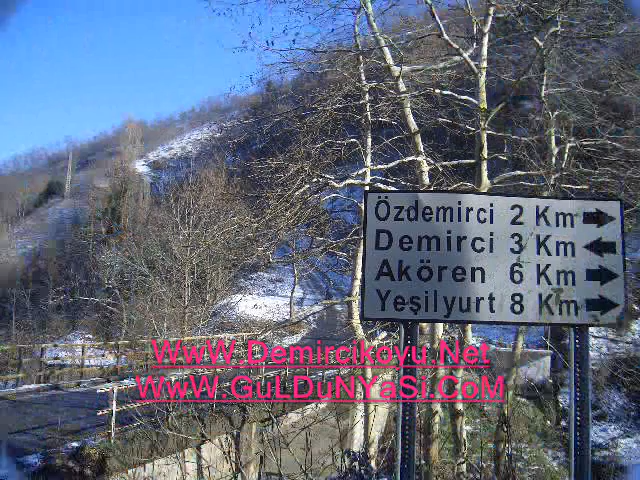 Özdemirci 2 Km
Demirci 3 Km
Akören 6 Km
Yeşilyurt 8 Km
WwW.Demircikoyu.Net
WwW.GuLDuNYaSi.CoM